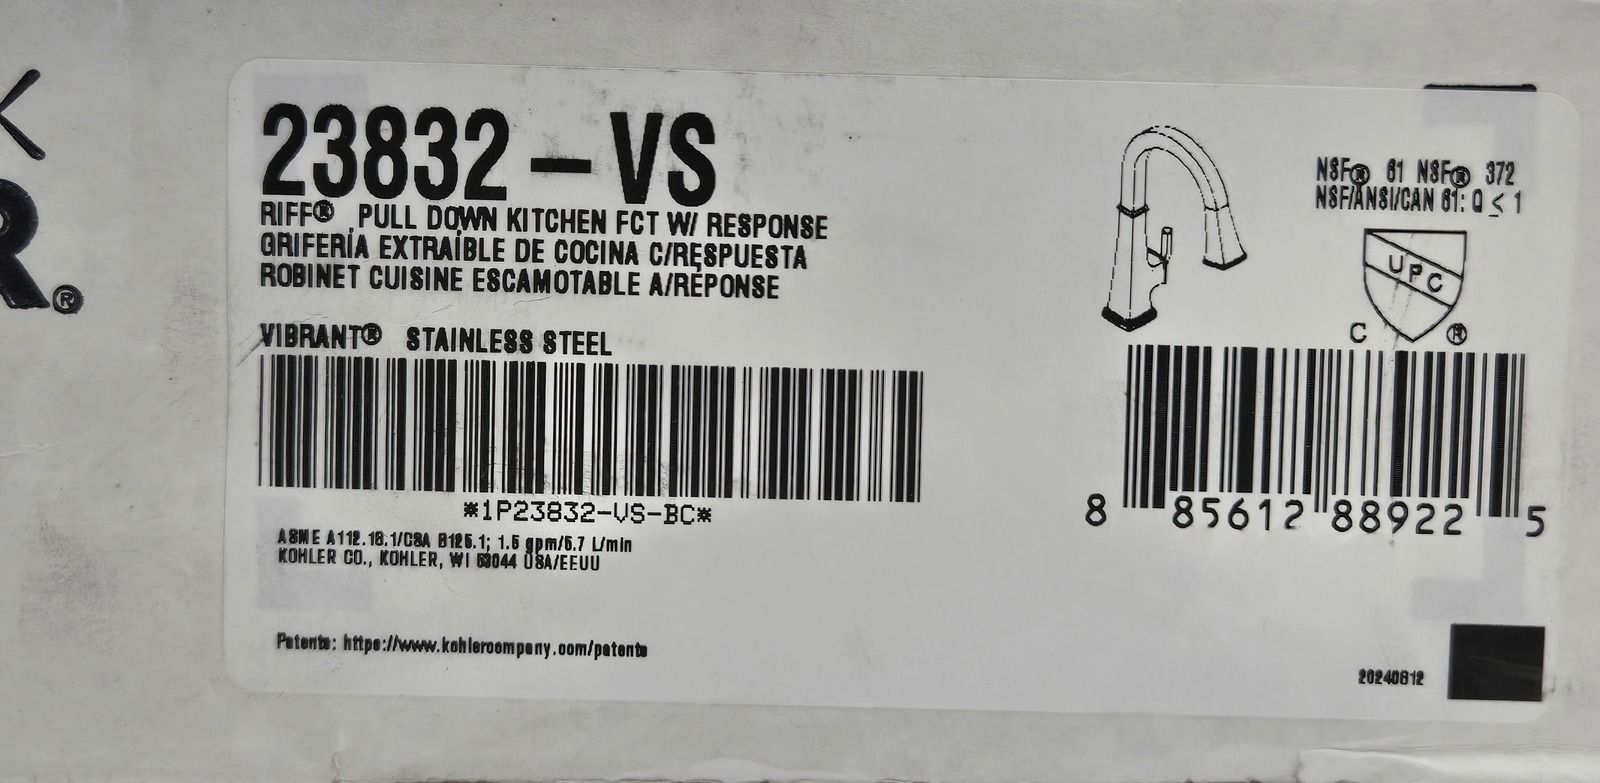 R®
23832-VS
RIFF® PULL DOWN KITCHEN FCT W/ RESPONSE
GRIFERÍA EXTRAÍBLE DE COCINA C/RESPUESTA
ROBINET CUISINE ESCAMOTABLE A/RÉPONSE
VIBRANT® STAINLESS STEEL
*1P23832-VS-BC*
ASME A112.18.1/CSA B125.1; 1.5 gpm/5.7 L/min
KOHLER CO., KOHLER, WI 53044 USA/EEUU
Patents: https://www.kohlercompany.com/patents
NSF® 61 NSF® 372
NSF/ANSI/CAN 61: Q ≤ 1
UPC
C ®
8 85612 88922 5
20240812